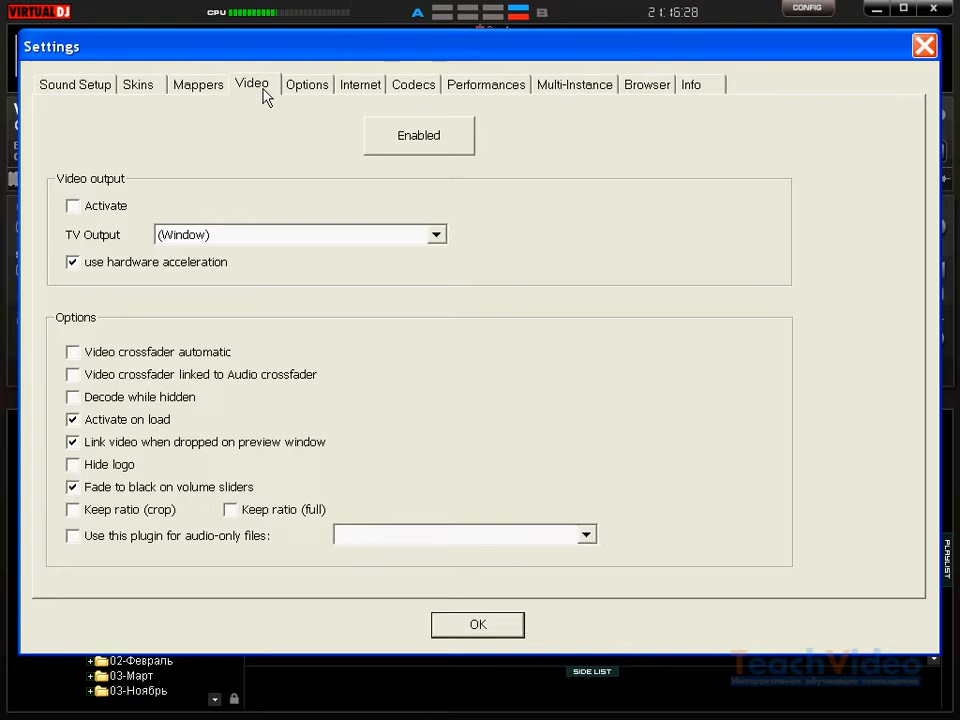 VIRTUAL DJ
CPU
A
B
21:16:28
CONFIG
Settings
Sound Setup
Skins
Mappers
Video
Options
Internet
Codecs
Performances
Multi-Instance
Browser
Info
Enabled
Video output
Activate
TV Output
(Window)
use hardware acceleration
Options
Video crossfader automatic
Video crossfader linked to Audio crossfader
Decode while hidden
Activate on load
Link video when dropped on preview window
Hide logo
Fade to black on volume sliders
Keep ratio (crop)
Keep ratio (full)
Use this plugin for audio-only files:
OK
PLAYLIST
02-Февраль
03-Март
03-Ноябрь
SIDE LIST
TeachVideo